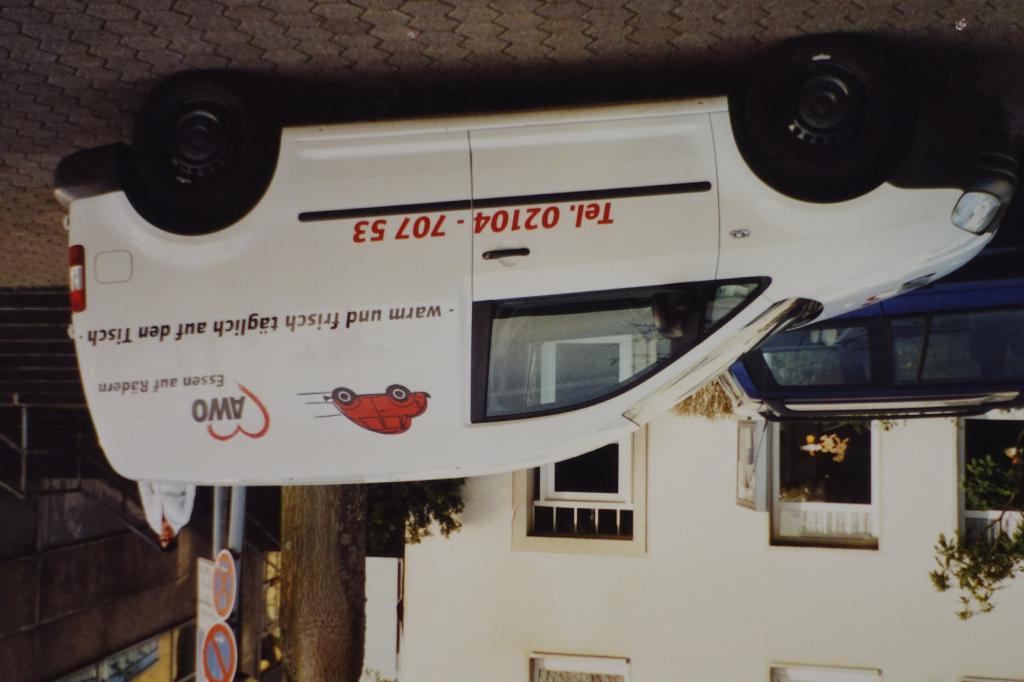 AWO
Essen auf Rädern
- warm und frisch täglich auf den Tisch -
Tel. 02104 - 707 53